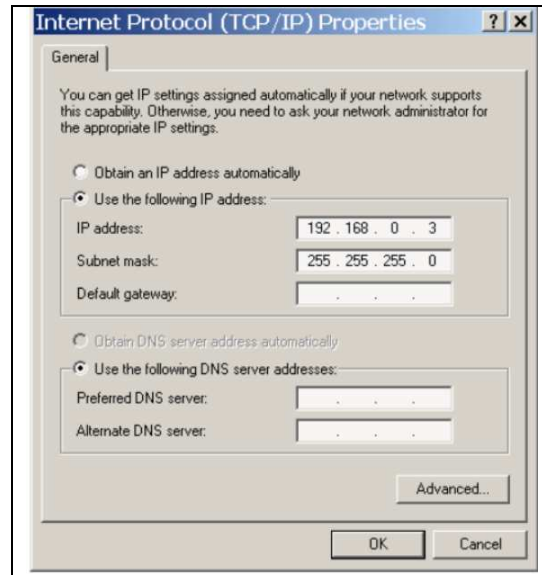 Internet Protocol (TCP/IP) Properties
General
You can get IP settings assigned automatically if your network supports
this capability. Otherwise, you need to ask your network administrator for
the appropriate IP settings.
Obtain an IP address automatically
Use the following IP address:
IP address: 192 . 168 . 0 . 3
Subnet mask: 255 . 255 . 255 . 0
Default gateway: . . .
Obtain DNS server address automatically
Use the following DNS server addresses:
Preferred DNS server: . . .
Alternate DNS server: . . .
Advanced...
OK Cancel